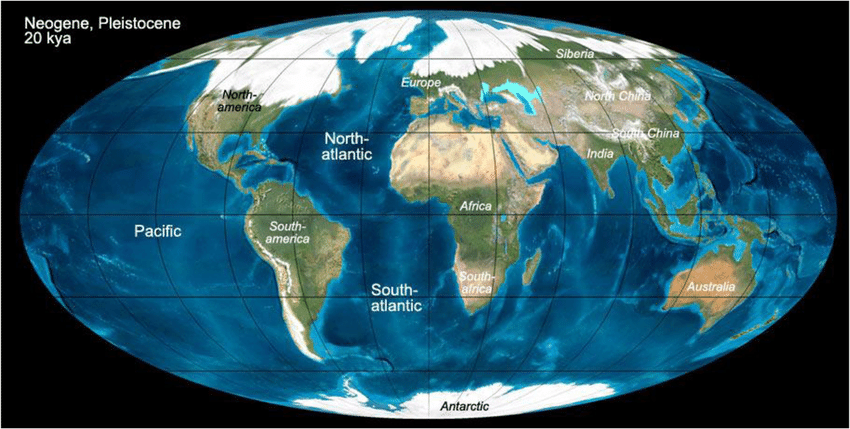 Neogene, Pleistocene
20 kya
Siberia
Europe
North-
america
North China
South China
North-
atlantic
India
Africa
Pacific
South-
america
South-
africa
South-
atlantic
Australia
Antarctic